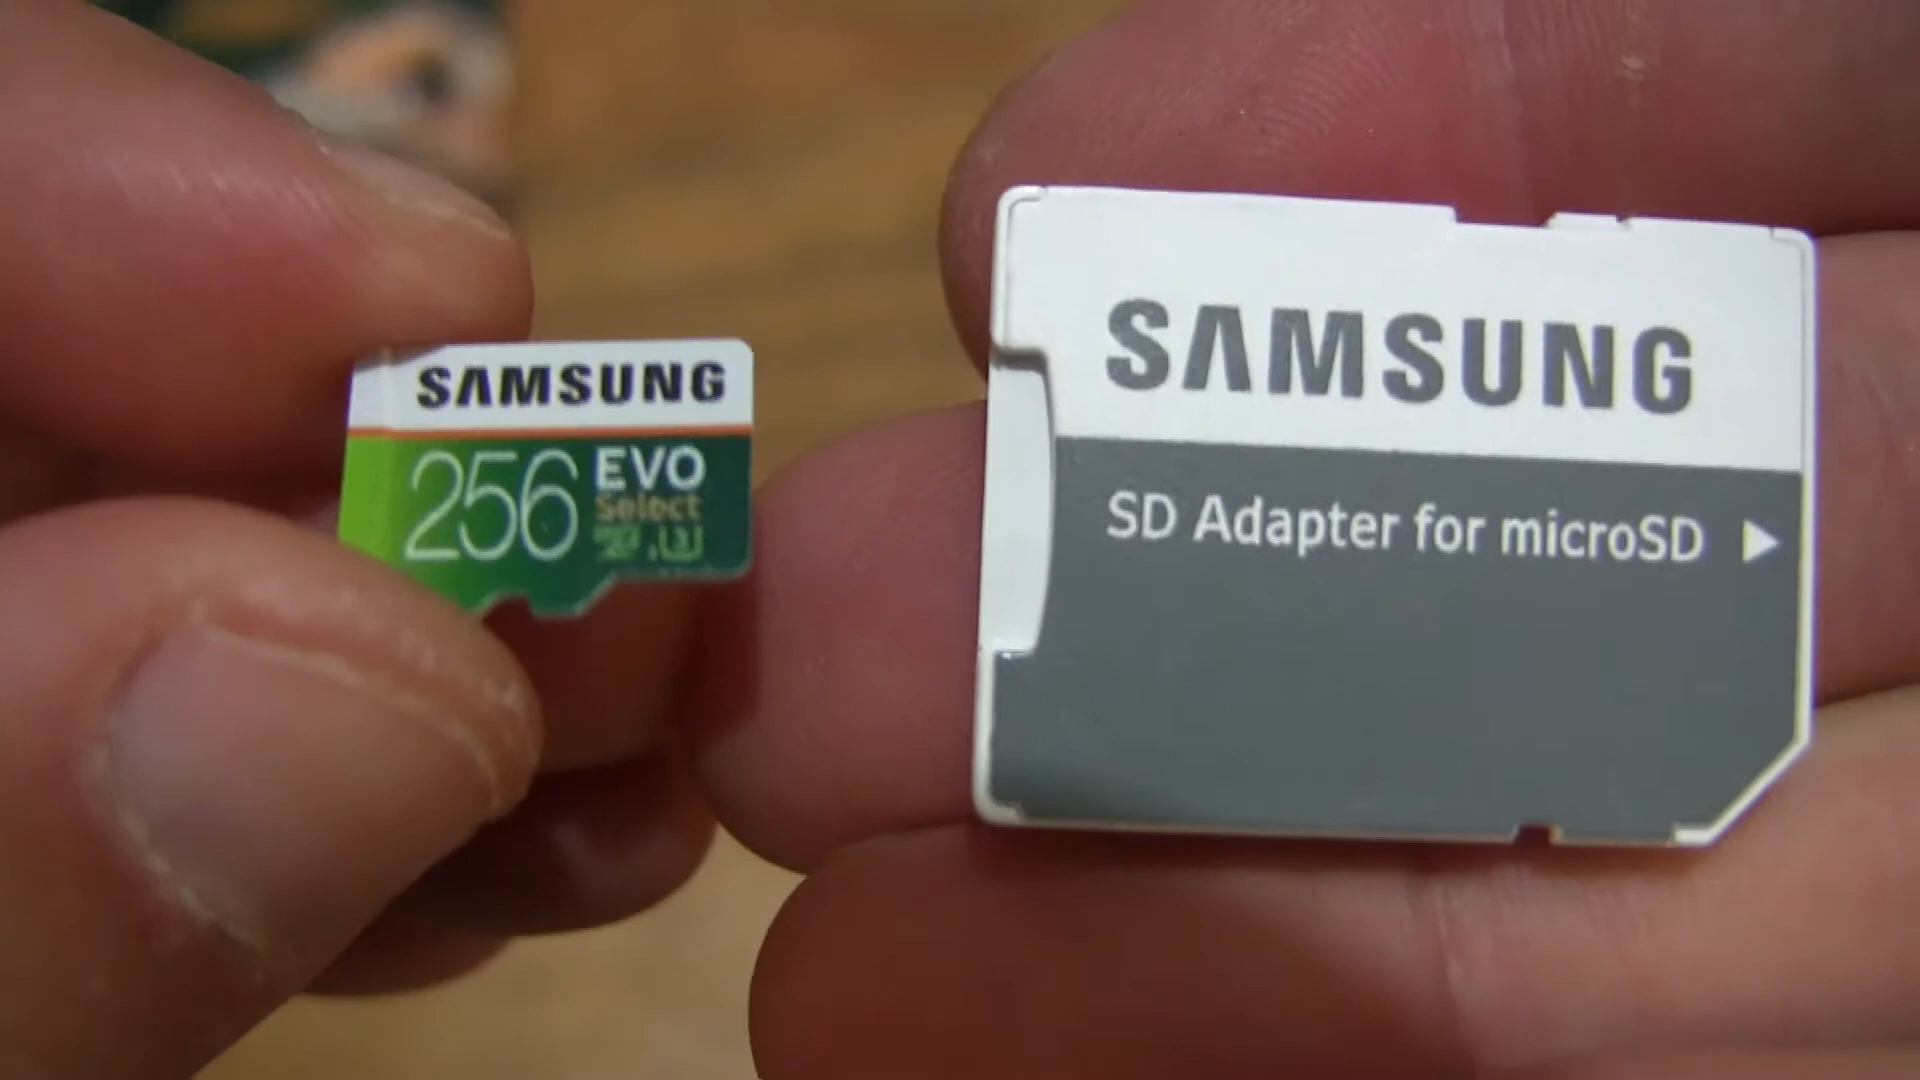 SAMSUNG
256
EVO
Select
SAMSUNG
SD Adapter for microSD